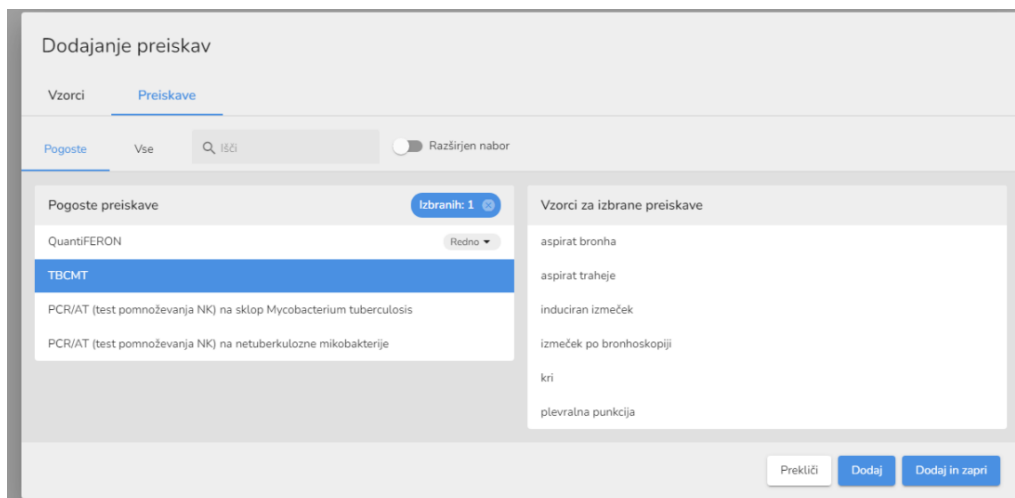 Dodajanje preiskav
Vzorci Preiskave
Pogoste Vse Išči Razširjen nabor
Pogoste preiskave Izbranih: 1
QuantiFERON Redno
TBCMT
PCR/AT (test pomnoževanja NK) na sklop Mycobacterium tuberculosis
PCR/AT (test pomnoževanja NK) na netuberkulozne mikobakterije
Vzorci za izbrane preiskave
aspirat bronha
aspirat traheje
induciran izmeček
izmeček po bronhoskopiji
kri
plevralna punkcija
Prekliči Dodaj Dodaj in zapri